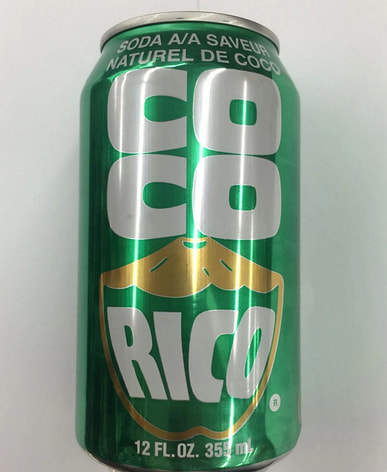 SODA A/A SAVEUR
NATUREL DE COCO
CO
CO
RICO
®
12 FL.OZ. 355 mL